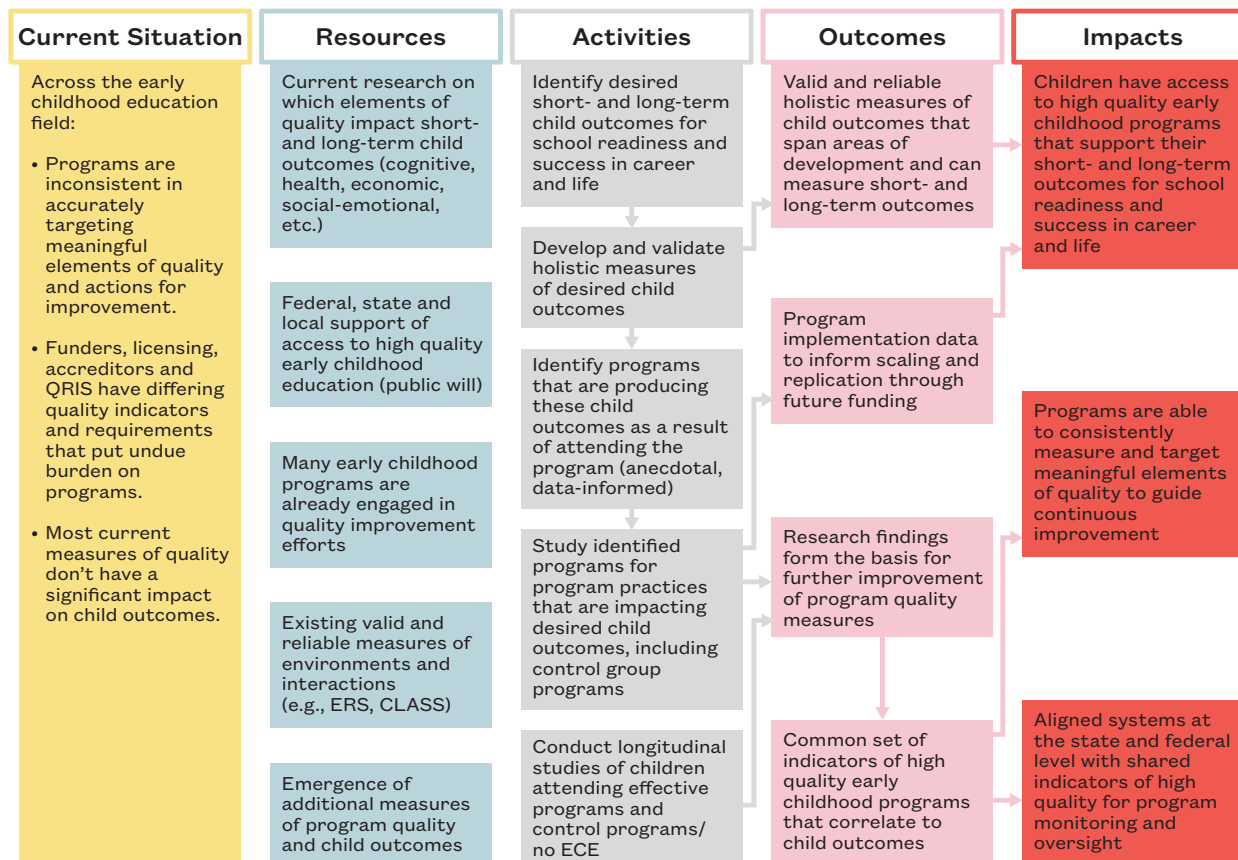 Current Situation
Across the early
childhood education
field:
• Programs are
inconsistent in
accurately
targeting
meaningful
elements of quality
and actions for
improvement.
• Funders, licensing,
accreditors and
QRIS have differing
quality indicators
and requirements
that put undue
burden on
programs.
• Most current
measures of quality
don't have a
significant impact
on child outcomes.
Resources
Current research on
which elements of
quality impact short-
and long-term child
outcomes (cognitive,
health, economic,
social-emotional,
etc.)
Federal, state and
local support of
access to high quality
early childhood
education (public will)
Many early childhood
programs are
already engaged in
quality improvement
efforts
Existing valid and
reliable measures of
environments and
interactions
(e.g., ERS, CLASS)
Emergence of
additional measures
of program quality
and child outcomes
Activities
Identify desired
short- and long-term
child outcomes for
school readiness and
success in career
and life
Develop and validate
holistic measures
of desired child
outcomes
Identify programs
that are producing
these child
outcomes as a result
of attending the
program (anecdotal,
data-informed)
Study identified
programs for
program practices
that are impacting
desired child
outcomes, including
control group
programs
Conduct longitudinal
studies of children
attending effective
programs and
control programs/
no ECE
Outcomes
Valid and reliable
holistic measures of
child outcomes that
span areas of
development and can
measure short- and
long-term outcomes
Program
implementation data
to inform scaling and
replication through
future funding
Research findings
form the basis for
further improvement
of program quality
measures
Common set of
indicators of high
quality early
childhood programs
that correlate to
child outcomes
Impacts
Children have access
to high quality early
childhood programs
that support their
short- and long-term
outcomes for school
readiness and
success in career
and life
Programs are able
to consistently
measure and target
meaningful elements
of quality to guide
continuous
improvement
Aligned systems at
the state and federal
level with shared
indicators of high
quality for program
monitoring and
oversight